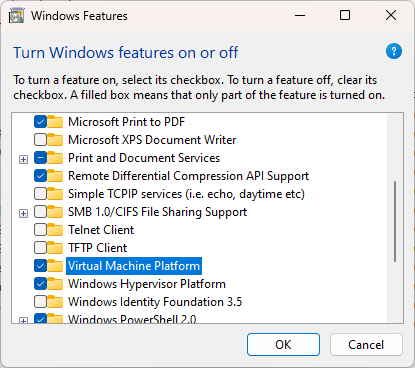 Windows Features
Turn Windows features on or off
?
To turn a feature on, select its checkbox. To turn a feature off, clear its
checkbox. A filled box means that only part of the feature is turned on.
Microsoft Print to PDF
Microsoft XPS Document Writer
Print and Document Services
Remote Differential Compression API Support
Simple TCPIP services (i.e. echo, daytime etc)
SMB 1.0/CIFS File Sharing Support
Telnet Client
TFTP Client
Virtual Machine Platform
Windows Hypervisor Platform
Windows Identity Foundation 3.5
Windows PowerShell 2.0
OK
Cancel